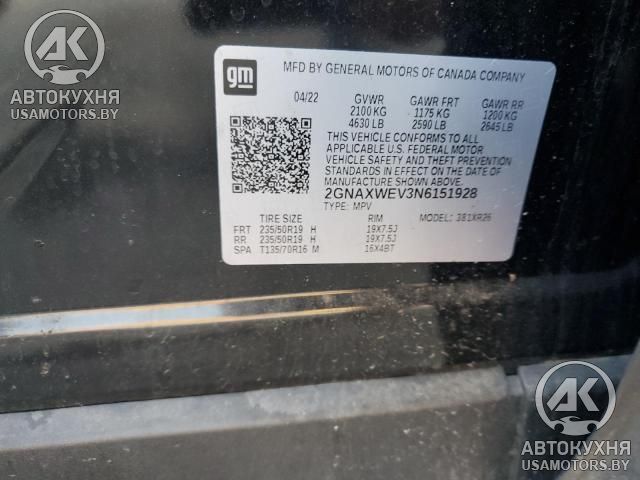 AK
АВТОКУХНЯ
USAMOTORS.BY
gm
MFD BY GENERAL MOTORS OF CANADA COMPANY
04/22 GVWR GAWR FRT GAWR RR
2100 KG 1175 KG 1200 KG
4630 LB 2590 LB 2645 LB
THIS VEHICLE CONFORMS TO ALL
APPLICABLE U.S. FEDERAL MOTOR
VEHICLE SAFETY AND THEFT PREVENTION
STANDARDS IN EFFECT ON THE DATE OF
MANUFACTURE SHOWN ABOVE.
2GNAXWEV3N6151928
TYPE: MPV MODEL: 381XR26
TIRE SIZE RIM
FRT 235/50R19 H 19X7.5J
RR 235/50R19 H 19X7.5J
SPA T135/70R16 M 16X4BT
AK
АВТОКУХНЯ
USAMOTORS.BY